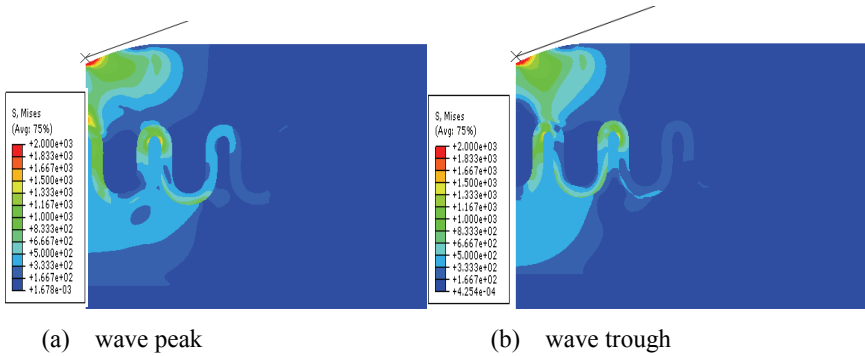 S, Mises
(Avg: 75%)
+2.000e+03
+1.833e+03
+1.667e+03
+1.500e+03
+1.333e+03
+1.167e+03
+1.000e+03
+8.333e+02
+6.667e+02
+5.000e+02
+3.333e+02
+1.667e+02
+1.678e-03
S, Mises
(Avg: 75%)
+2.000e+03
+1.833e+03
+1.667e+03
+1.500e+03
+1.333e+03
+1.167e+03
+1.000e+03
+8.333e+02
+6.667e+02
+5.000e+02
+3.333e+02
+1.667e+02
+4.254e-04
(a) wave peak
(b) wave trough